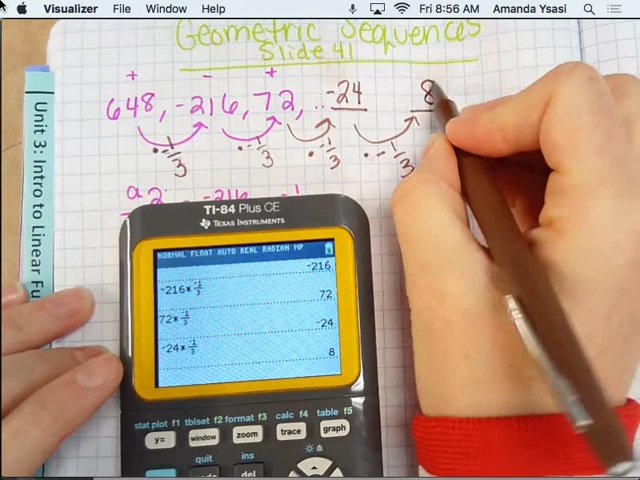 Visualizer File Window Help Fri 8:56 AM Amanda Ysasi
Geometric Sequences
Slide 41
+ - +
648, -216, 72, .. -24 8
· -1/3 · -1/3 · -1/3 · -1/3
a2 -216 -1
Unit 3: Intro to Linear Fu
TI-84 Plus CE
TEXAS INSTRUMENTS
NORMAL FLOAT AUTO REAL RADIAN MP
-216
-216*-1/3
72
72*-1/3
-24
-24*-1/3
8
stat plot f1 tblset f2 format f3 calc f4 table f5
y= window zoom trace graph
quit ins
del